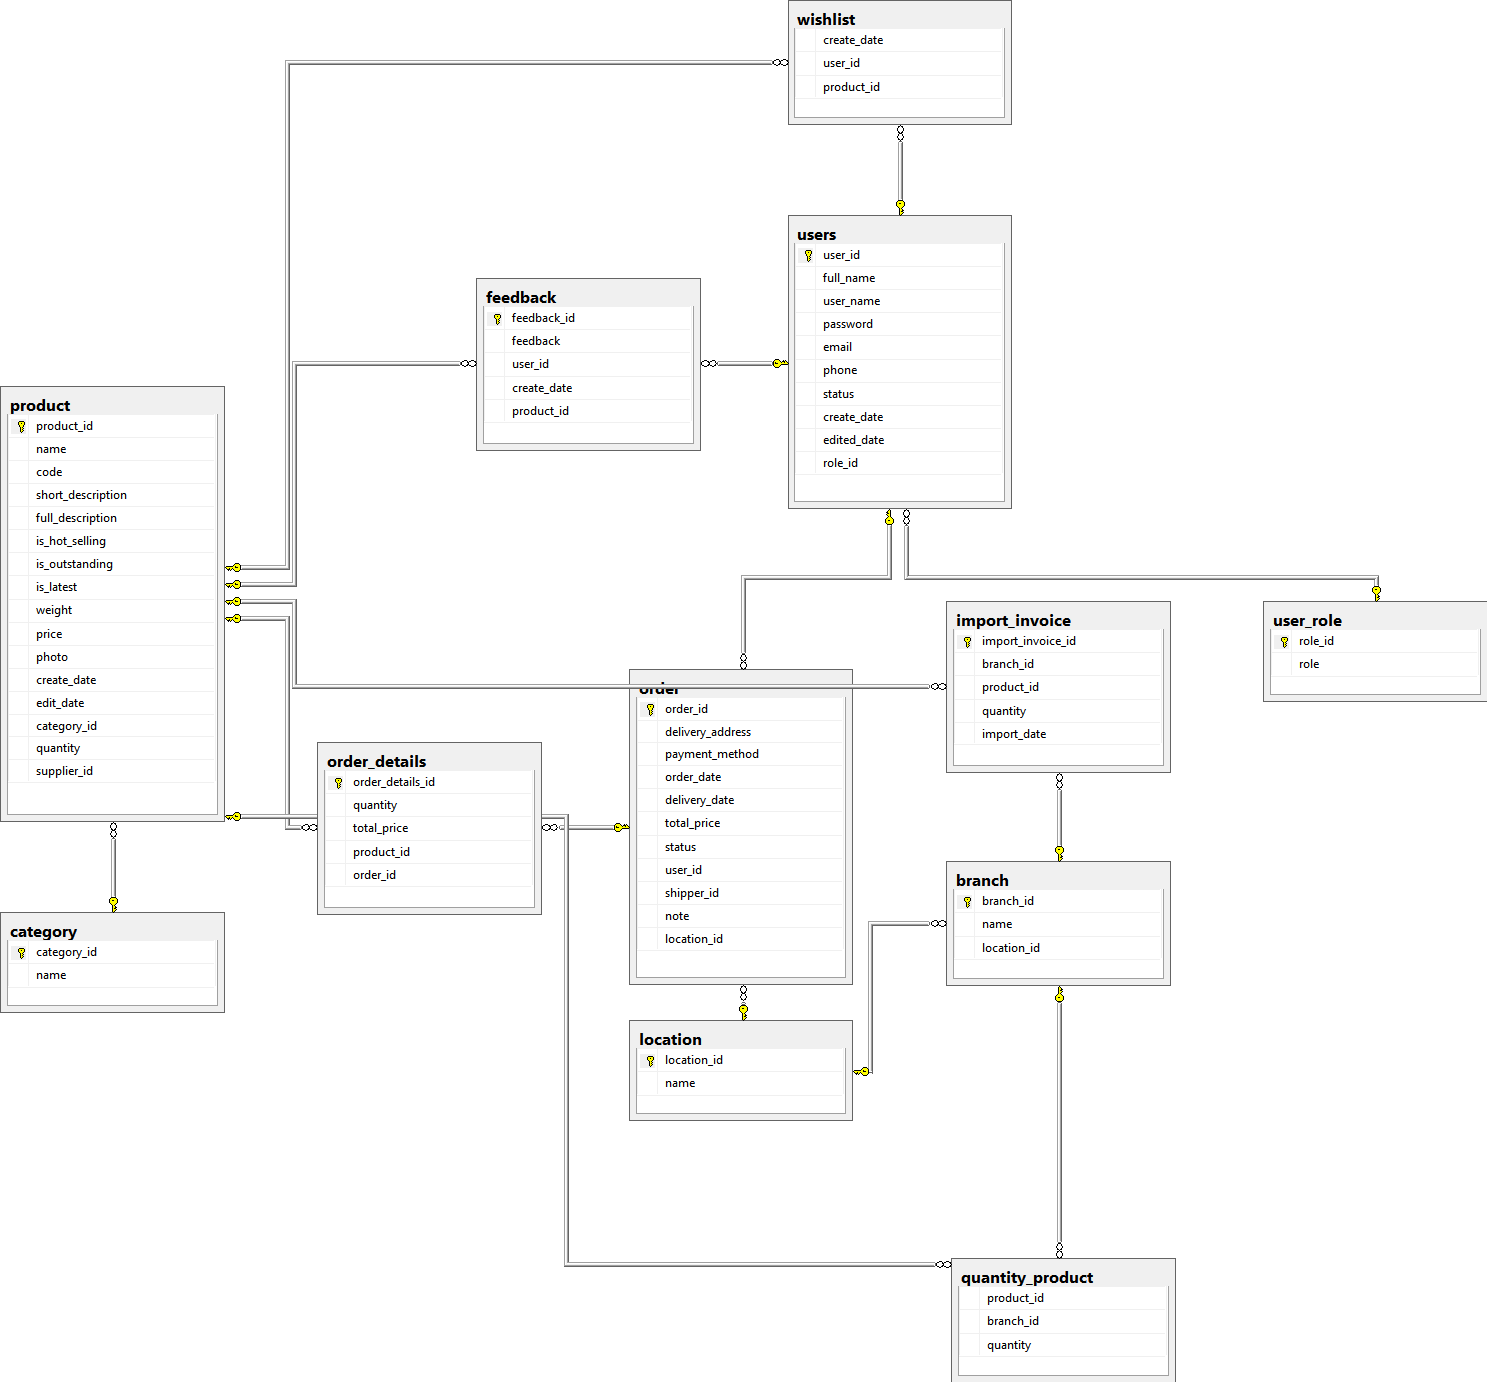 wishlist
create_date
user_id
product_id
users
user_id
full_name
user_name
password
email
phone
status
create_date
edited_date
role_id
feedback
feedback_id
feedback
user_id
create_date
product_id
product
product_id
name
code
short_description
full_description
is_hot_selling
is_outstanding
is_latest
weight
price
photo
create_date
edit_date
category_id
quantity
supplier_id
import_invoice
import_invoice_id
branch_id
product_id
quantity
import_date
user_role
role_id
role
order
order_id
delivery_address
payment_method
order_date
delivery_date
total_price
status
user_id
shipper_id
note
location_id
order_details
order_details_id
quantity
total_price
product_id
order_id
branch
branch_id
name
location_id
category
category_id
name
location
location_id
name
quantity_product
product_id
branch_id
quantity